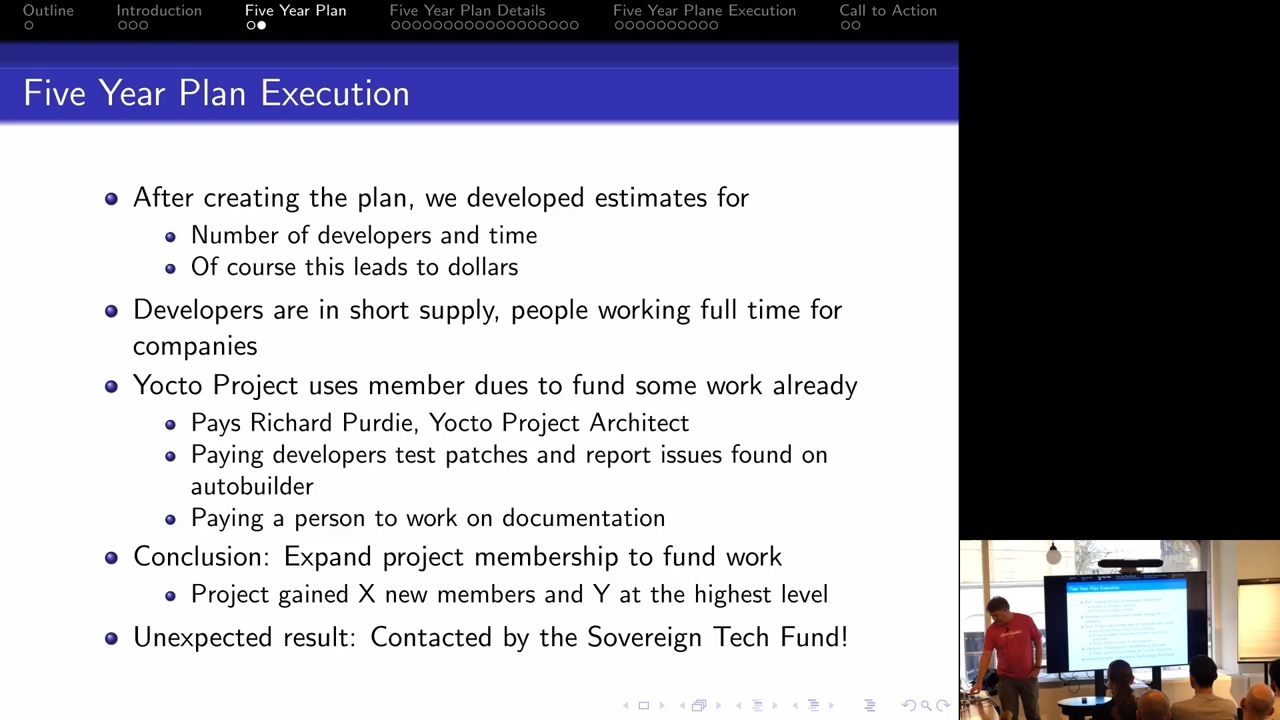 Outline
Introduction
Five Year Plan
Five Year Plan Details
Five Year Plane Execution
Call to Action
Five Year Plan Execution
After creating the plan, we developed estimates for
Number of developers and time
Of course this leads to dollars
Developers are in short supply, people working full time for
companies
Yocto Project uses member dues to fund some work already
Pays Richard Purdie, Yocto Project Architect
Paying developers test patches and report issues found on
autobuilder
Paying a person to work on documentation
Conclusion: Expand project membership to fund work
Project gained X new members and Y at the highest level
Unexpected result: Contacted by the Sovereign Tech Fund!
Five Year Plan Execution